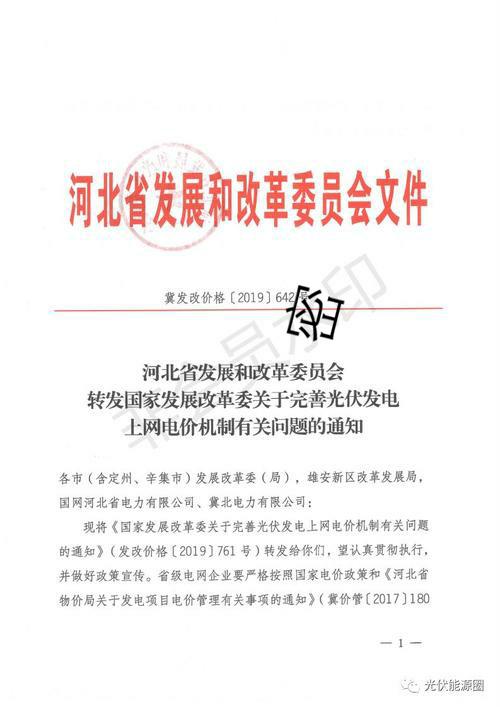 河北省发展和改革委员会文件
冀发改价格〔2019〕642号
河北省发展和改革委员会
转发国家发展改革委关于完善光伏发电
上网电价机制有关问题的通知
各市（含定州、辛集市）发展改革委（局），雄安新区改革发展局，
国网河北省电力有限公司、冀北电力有限公司：
现将《国家发展改革委关于完善光伏发电上网电价机制有关问题
的通知》（发改价格〔2019〕761号）转发给你们，望认真贯彻执行，
并做好政策宣传。省级电网企业要严格按照国家电价政策和《河北省
物价局关于发电项目电价管理有关事项的通知》（冀价管〔2017〕180
— 1 —
非会员水印
光伏能源圈